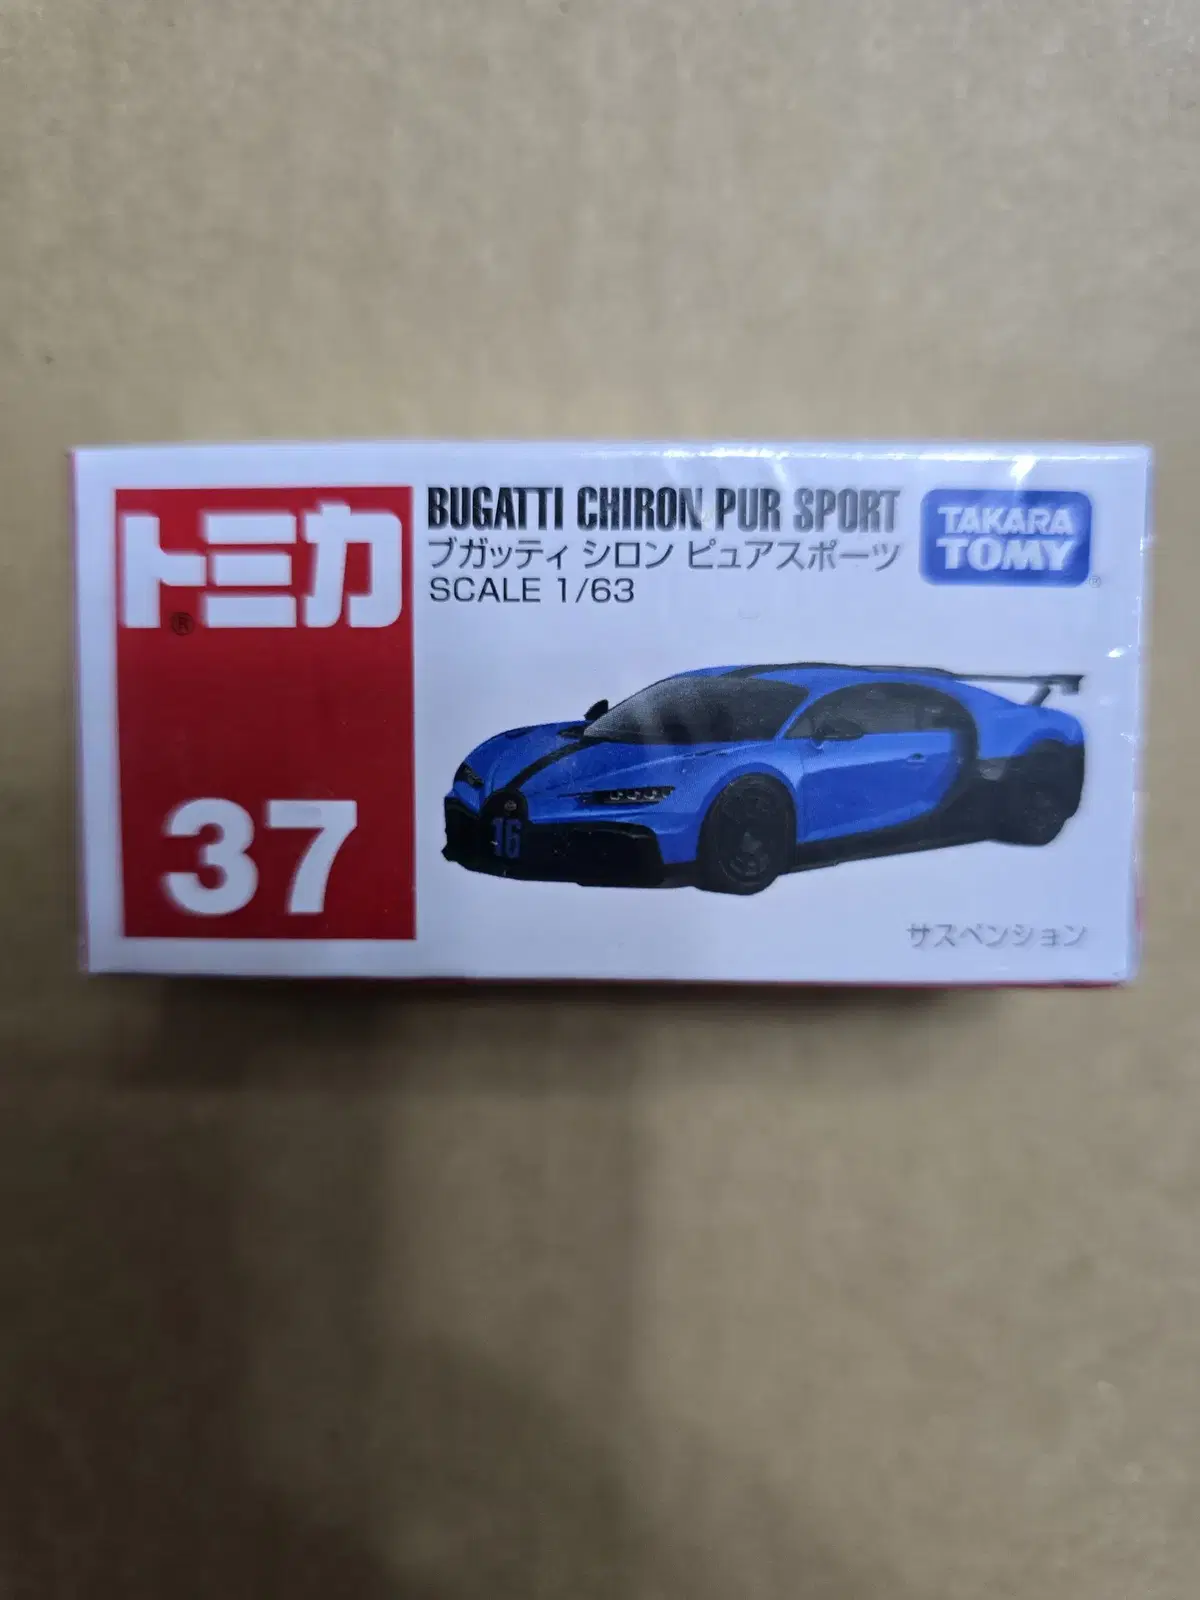 トミカ
®
37
BUGATTI CHIRON PUR SPORT
ブガッティ シロン ピュアスポーツ
SCALE 1/63
TAKARA
TOMY
®
16
サスペンション